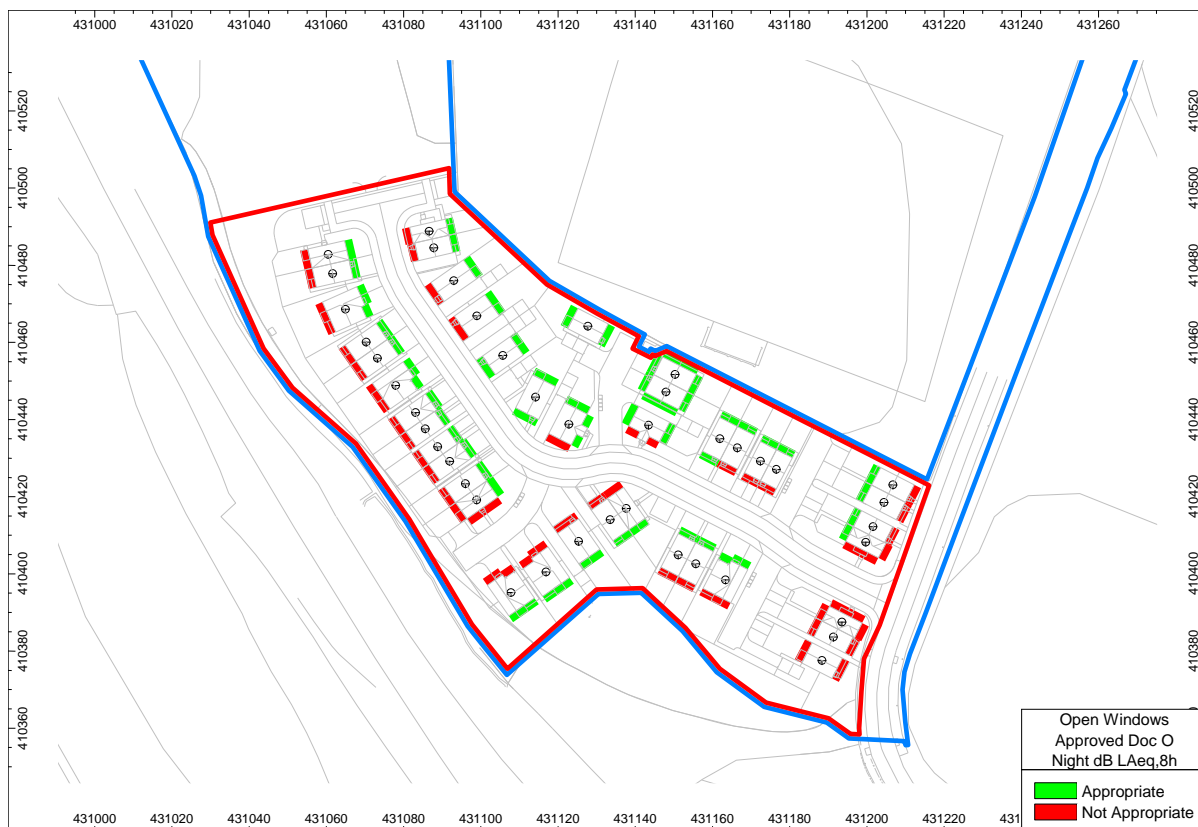 431000 431020 431040 431060 431080 431100 431120 431140 431160 431180 431200 431220 431240 431260
410520 410520
410500 410500
410480 410480
410460 410460
410440 410440
410420 410420
410400 410400
410380 410380
410360
Open Windows
Approved Doc O
Night dB LAeq,8h
Appropriate
Not Appropriate
431000 431020 431040 431060 431080 431100 431120 431140 431160 431180 431200 431220